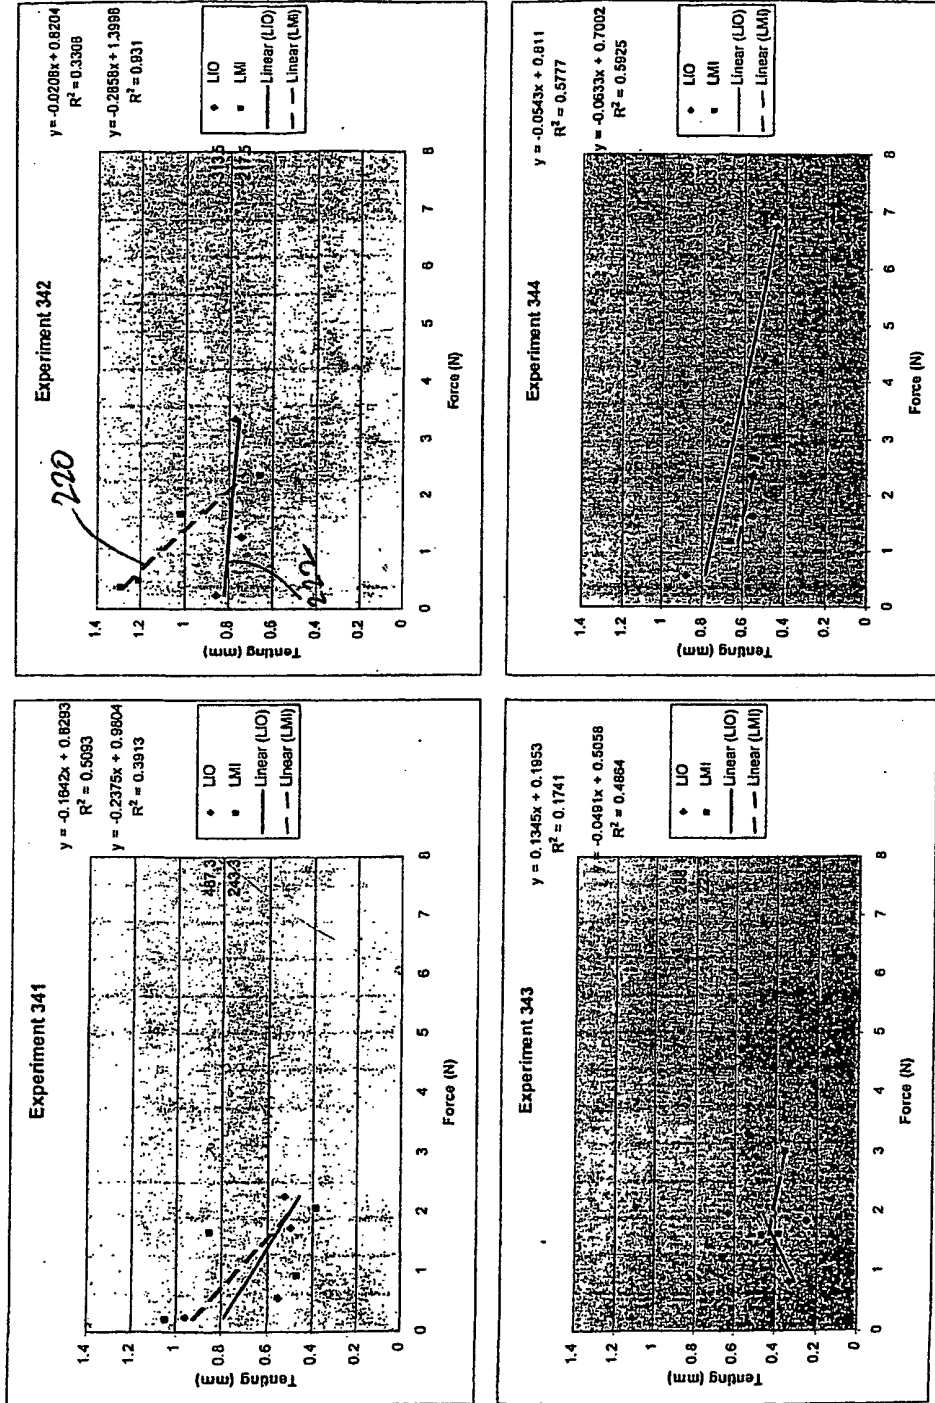 Experiment 341
y = -0.1642x + 0.8293
R² = 0.5093
y = -0.2375x + 0.9804
R² = 0.3913
1.4
1.2
1
0.8
0.6
0.4
0.2
0
Tenting (mm)
0 1 2 3 4 5 6 7 8
Force (N)
487.3
243.3
LIO
LMI
Linear (LIO)
Linear (LMI)
Experiment 342
y = -0.0208x + 0.8204
R² = 0.3308
y = -0.2858x + 1.3998
R² = 0.931
1.4
1.2
1
0.8
0.6
0.4
0.2
0
Tenting (mm)
0 1 2 3 4 5 6 7 8
Force (N)
313.5
217.5
220
222
LIO
LMI
Linear (LIO)
Linear (LMI)
Experiment 343
y = 0.1345x + 0.1953
R² = 0.1741
y = -0.0491x + 0.5058
R² = 0.4864
1.4
1.2
1
0.8
0.6
0.4
0.2
0
Tenting (mm)
0 1 2 3 4 5 6 7 8
Force (N)
LIO
LMI
Linear (LIO)
Linear (LMI)
Experiment 344
y = -0.0543x + 0.811
R² = 0.5777
y = -0.0633x + 0.7002
R² = 0.5925
1.4
1.2
1
0.8
0.6
0.4
0.2
0
Tenting (mm)
0 1 2 3 4 5 6 7 8
Force (N)
LIO
LMI
Linear (LIO)
Linear (LMI)